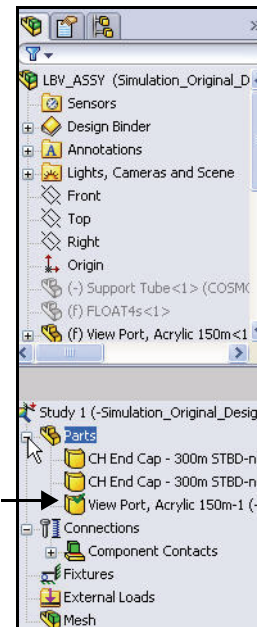 LBV_ASSY (Simulation_Original_D
Sensors
Design Binder
A Annotations
Lights, Cameras and Scene
Front
Top
Right
Origin
(-) Support Tube<1> (COSM
(f) FLOAT4s<1>
(f) View Port, Acrylic 150m<1
Study 1 (-Simulation_Original_Desig
Parts
CH End Cap - 300m STBD-n
CH End Cap - 300m STBD-n
View Port, Acrylic 150m-1 (-
Connections
Component Contacts
Fixtures
External Loads
Mesh